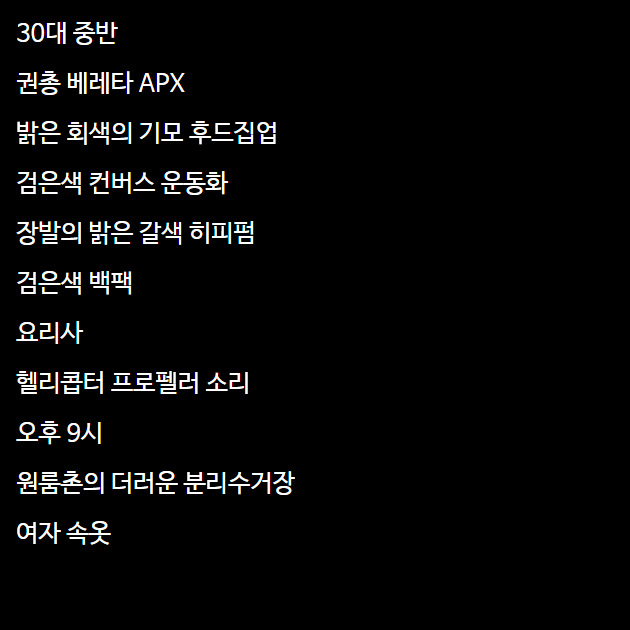 30대 중반
권총 베레타 APX
밝은 회색의 기모 후드집업
검은색 컨버스 운동화
장발의 밝은 갈색 히피펌
검은색 백팩
요리사
헬리콥터 프로펠러 소리
오후 9시
원룸촌의 더러운 분리수거장
여자 속옷